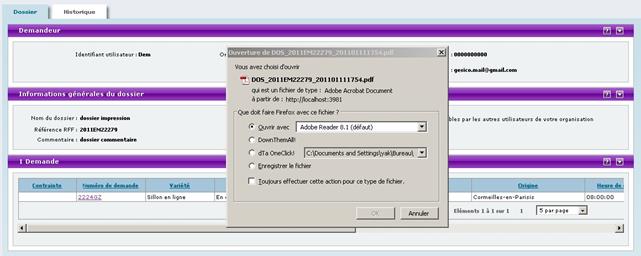 Dossier Historique
Demandeur
Identifiant utilisateur : Dem
: 0000000000
: gesico.mail@gmail.com
Ouverture de DOS_2011EM22279_201101111754.pdf
Vous avez choisi d'ouvrir
DOS_2011EM22279_201101111754.pdf
qui est un fichier de type : Adobe Acrobat Document
à partir de : http://localhost:3981
Que doit faire Firefox avec ce fichier ?
Ouvrir avec Adobe Reader 8.1 (défaut)
DownThemAll!
dTa OneClick! C:\Documents and Settings\yak\Bureau\
Enregistrer le fichier
Toujours effectuer cette action pour ce type de fichier.
OK Annuler
Informations générales du dossier
Nom du dossier : dossier impression
bles par les autres utilisateurs de votre organisation
Référence RFF : 2011EM22279
Commentaire : dossier commentaire
1 Demande
Contrainte Numéro de demande Variété Origine Heure de
22240Z Sillon en ligne En Cormeilles-en-Parisis 08:00:00
Eléments 1 à 1 sur 1 1 5 par page